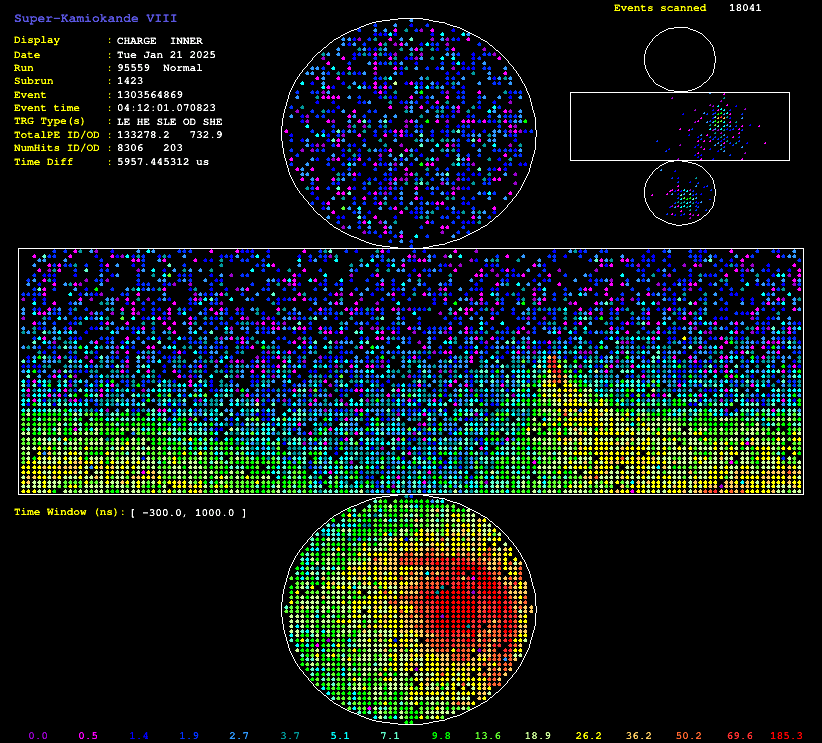 Super-Kamiokande VIII
Events scanned 18041
Display : CHARGE INNER
Date : Tue Jan 21 2025
Run : 95559 Normal
Subrun : 1423
Event : 1303564869
Event time : 04:12:01.070823
TRG Type(s) : LE HE SLE OD SHE
TotalPE ID/OD : 133278.2 732.9
NumHits ID/OD : 8306 203
Time Diff : 5957.445312 us
Time Window (ns): [ -300.0, 1000.0 ]
0.0 0.5 1.4 1.9 2.7 3.7 5.1 7.1 9.8 13.6 18.9 26.2 36.2 50.2 69.6 185.3